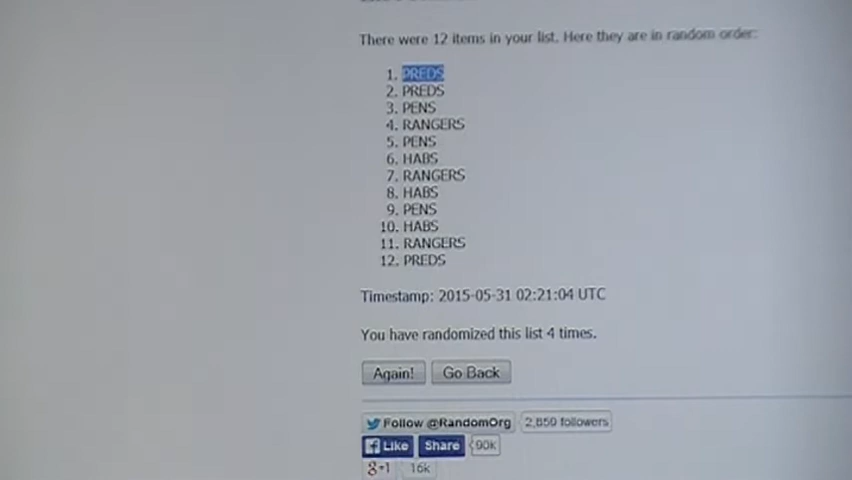 There were 12 items in your list. Here they are in random order:
1. PREDS
2. PREDS
3. PENS
4. RANGERS
5. PENS
6. HABS
7. RANGERS
8. HABS
9. PENS
10. HABS
11. RANGERS
12. PREDS
Timestamp: 2015-05-31 02:21:04 UTC
You have randomized this list 4 times.
Again! Go Back
Follow @RandomOrg 2,850 followers
Like Share 90k
g+1 16k